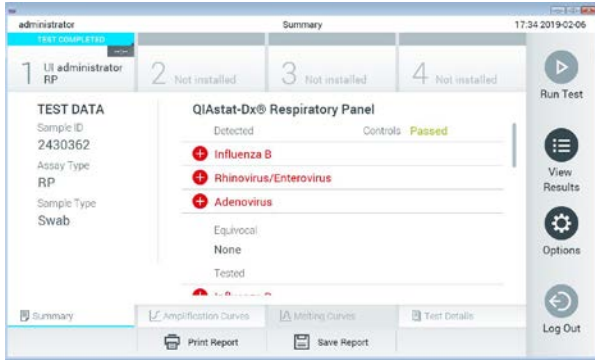 administrator
Summary
17:34 2019-02-06
TEST COMPLETED
1 UI administrator
RP
2 Not installed
3 Not installed
4 Not installed
Run Test
View
Results
Options
Log Out
TEST DATA
Sample ID
2430362
Assay Type
RP
Sample Type
Swab
QIAstat-Dx® Respiratory Panel
Detected
Controls Passed
Influenza B
Rhinovirus/Enterovirus
Adenovirus
Equivocal
None
Tested
Summary
Amplification Curves
Melting Curves
Test Details
Print Report
Save Report